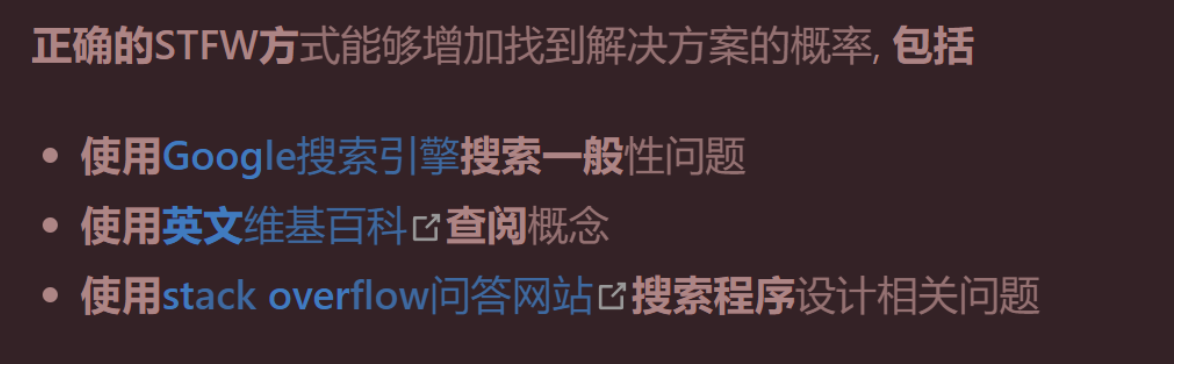 正确的STFW方式能够增加找到解决方案的概率, 包括
• 使用Google搜索引擎搜索一般性问题
• 使用英文维基百科查阅概念
• 使用stack overflow问答网站搜索程序设计相关问题